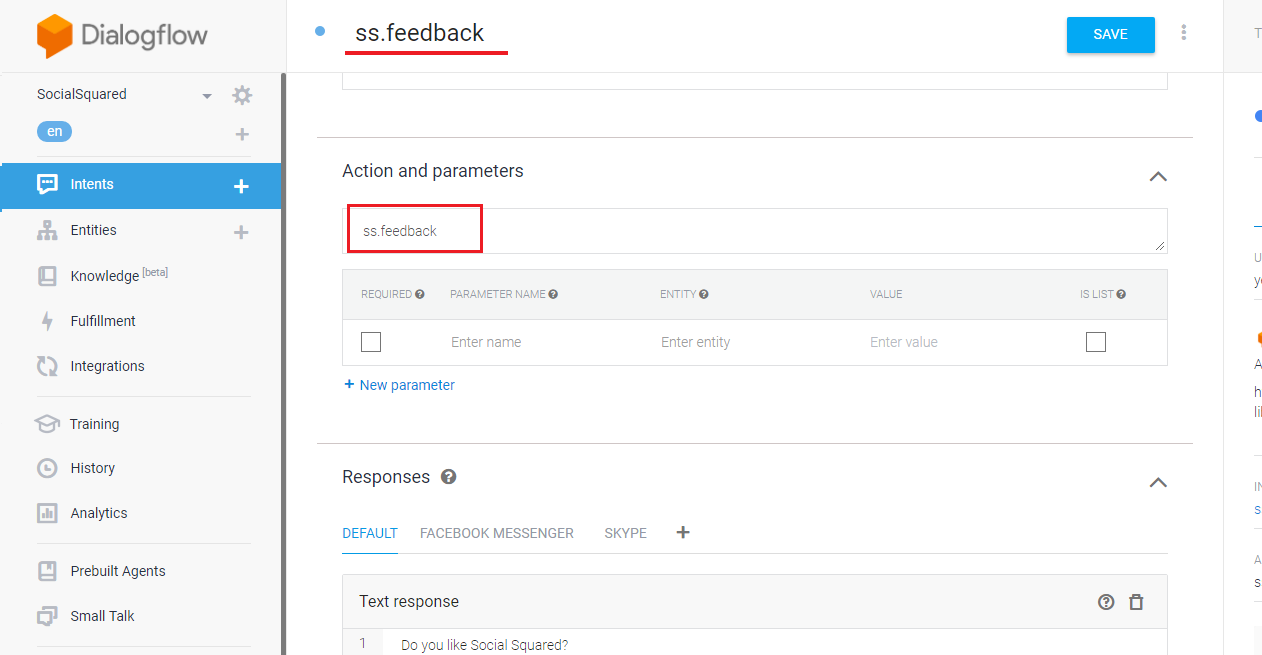 Dialogflow
ss.feedback
SAVE
SocialSquared
en
Intents
Entities
Knowledge [beta]
Fulfillment
Integrations
Training
History
Analytics
Prebuilt Agents
Small Talk
Action and parameters
ss.feedback
REQUIRED PARAMETER NAME ENTITY VALUE IS LIST
Enter name Enter entity Enter value
+ New parameter
Responses
DEFAULT FACEBOOK MESSENGER SKYPE +
Text response
1 Do you like Social Squared?